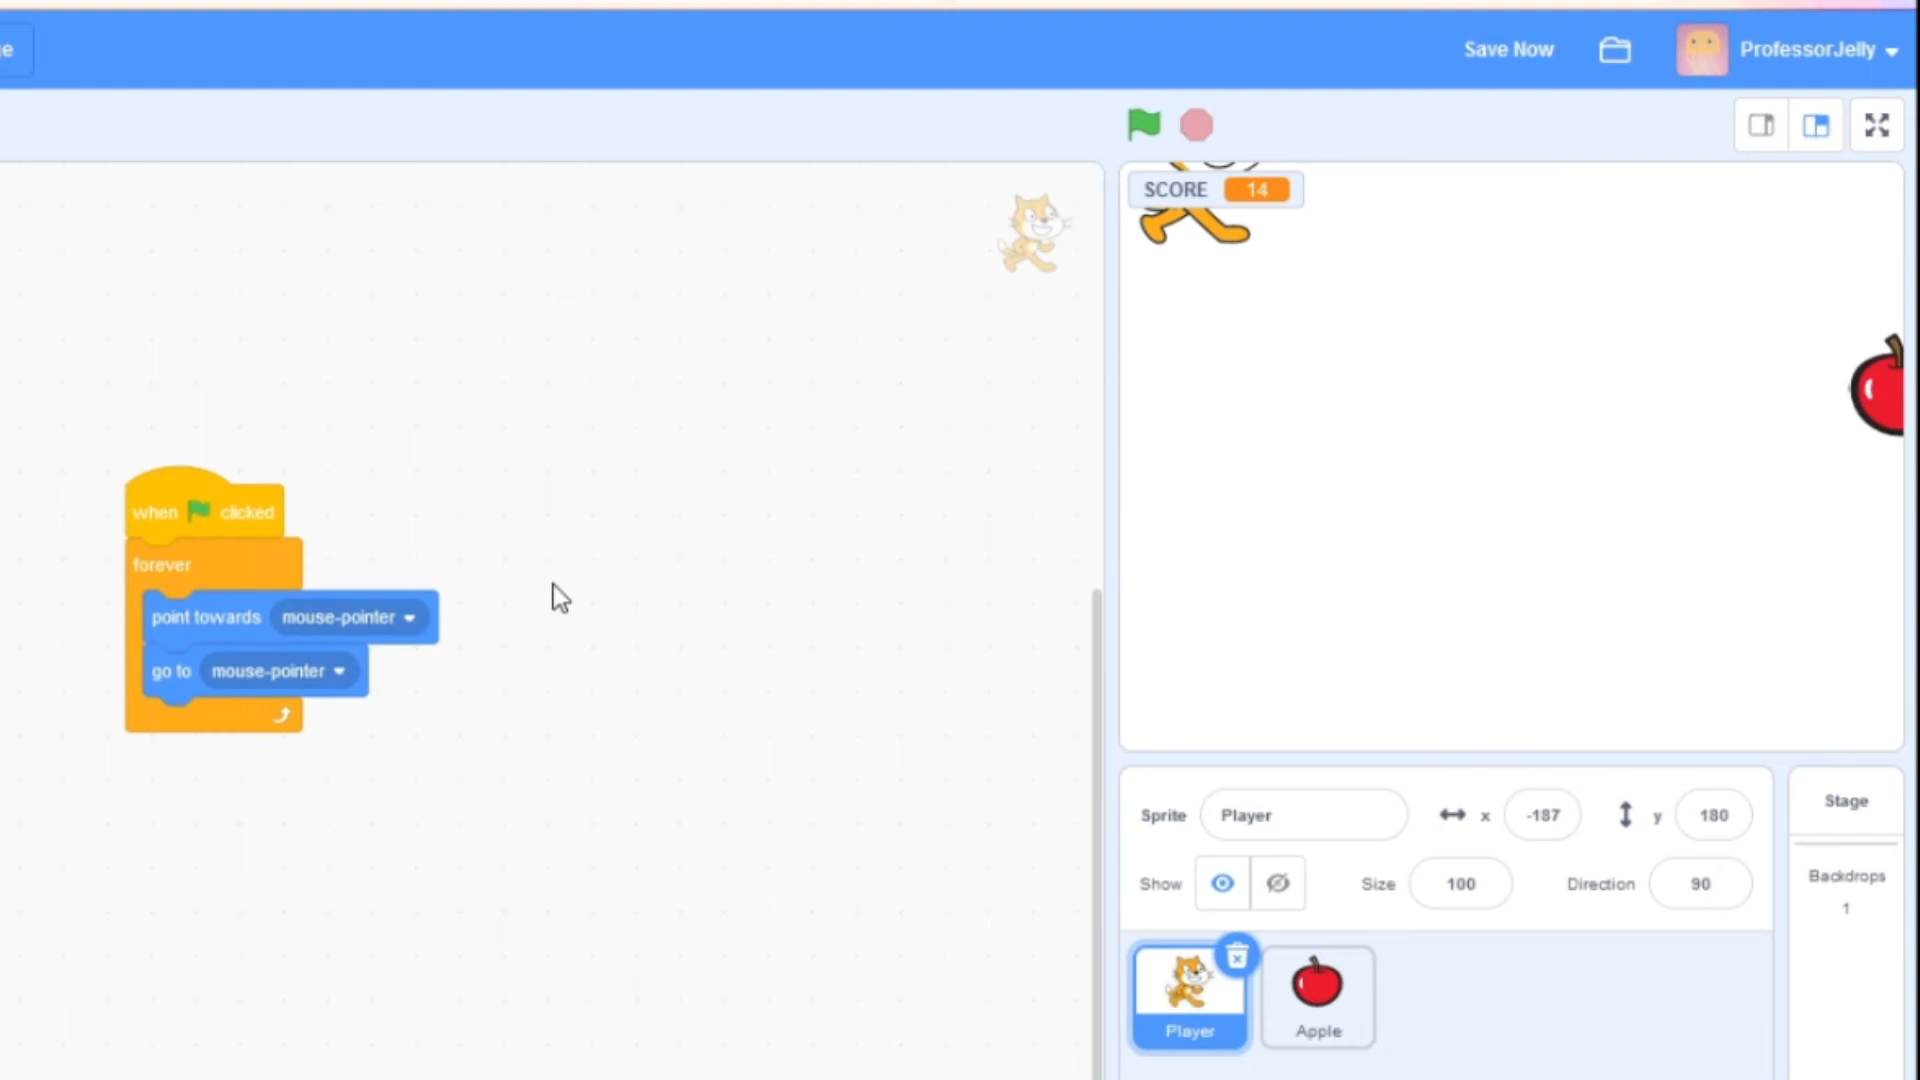 ge
Save Now
ProfessorJelly
SCORE 14
when clicked
forever
point towards mouse-pointer
go to mouse-pointer
Sprite Player x -187 y 180
Show Size 100 Direction 90
Stage
Backdrops
1
Player
Apple